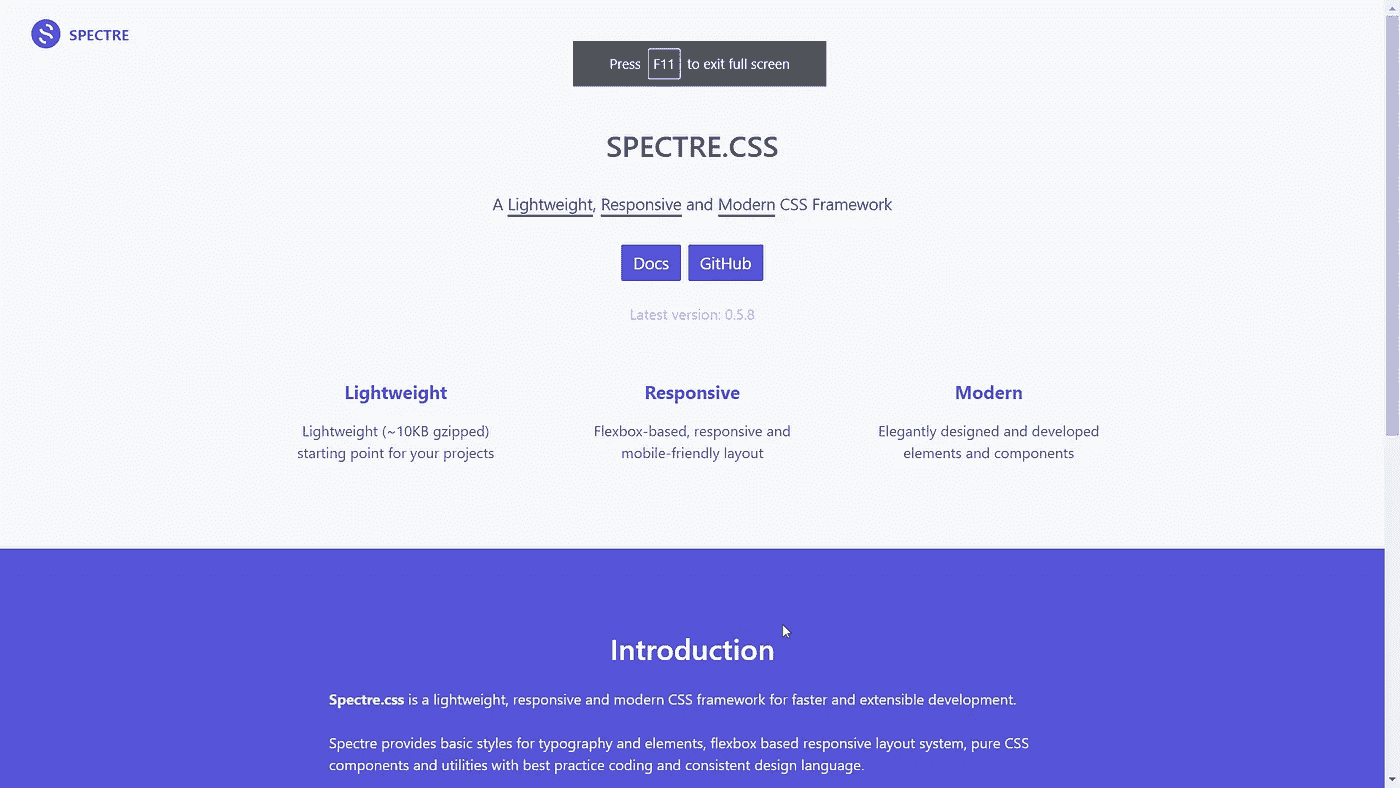 SPECTRE
Press F11 to exit full screen
SPECTRE.CSS
A Lightweight, Responsive and Modern CSS Framework
Docs GitHub
Latest version: 0.5.8
Lightweight
Lightweight (~10KB gzipped)
starting point for your projects
Responsive
Flexbox-based, responsive and
mobile-friendly layout
Modern
Elegantly designed and developed
elements and components
Introduction
Spectre.css is a lightweight, responsive and modern CSS framework for faster and extensible development.
Spectre provides basic styles for typography and elements, flexbox based responsive layout system, pure CSS
components and utilities with best practice coding and consistent design language.